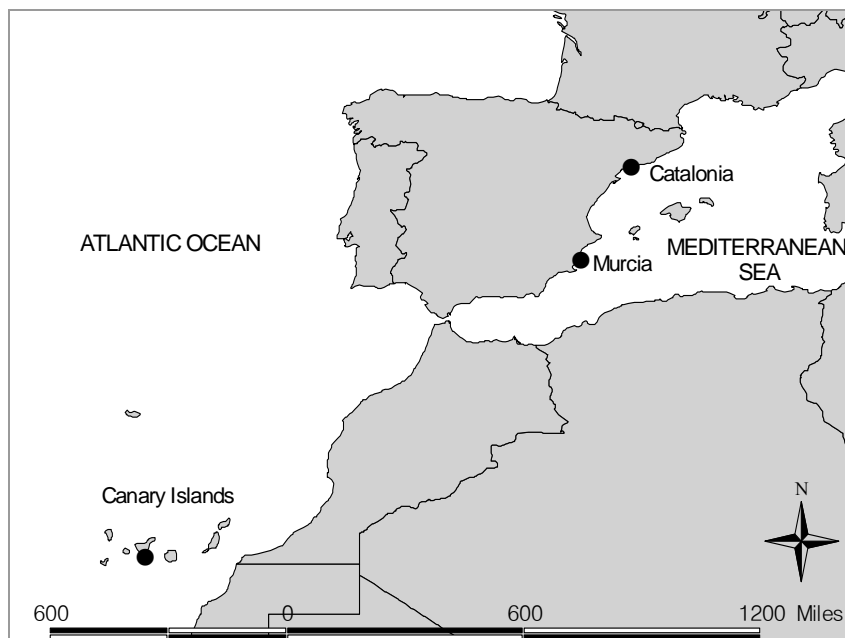 Catalonia
ATLANTIC OCEAN
MEDITERRANEAN
SEA
Murcia
Canary Islands
N
600 0 600 1200 Miles